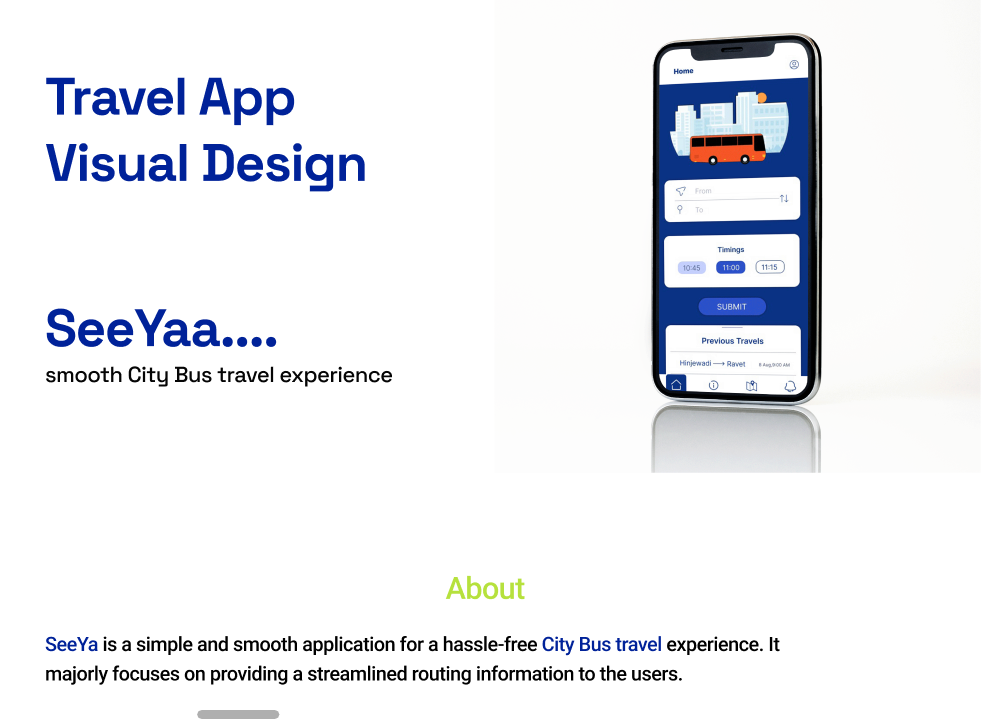 Travel App
Visual Design
SeeYaa....
smooth City Bus travel experience
Home
From
To
Timings
10:45 11:00 11:15
SUBMIT
Previous Travels
Hinjewadi → Ravet 8 Aug,9:00 AM
About
SeeYa is a simple and smooth application for a hassle-free City Bus travel experience. It
majorly focuses on providing a streamlined routing information to the users.